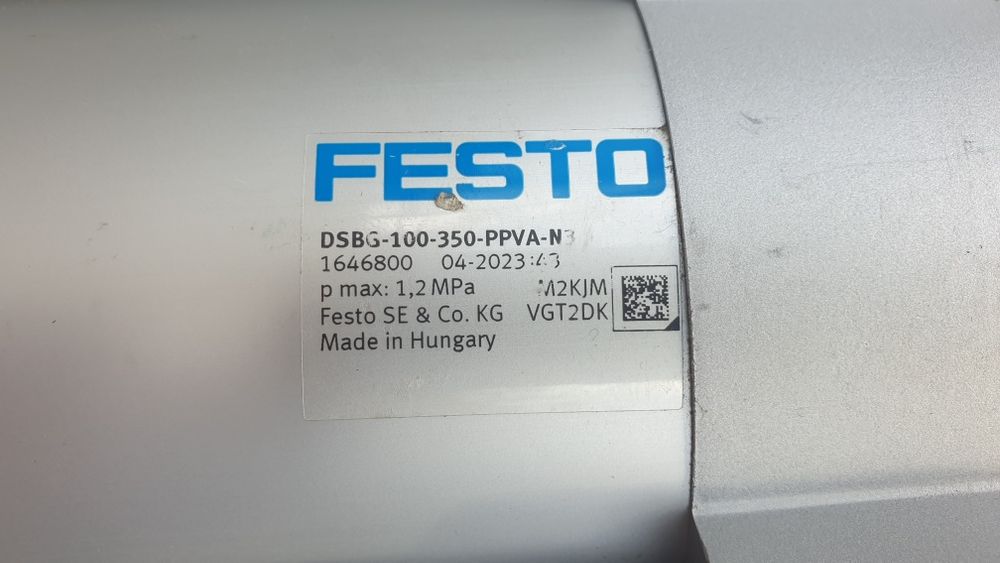 FESTO
DSBG-100-350-PPVA-N3
1646800 04-2023:43
p max: 1,2 MPa M2KJM
Festo SE & Co. KG VGT2DK
Made in Hungary